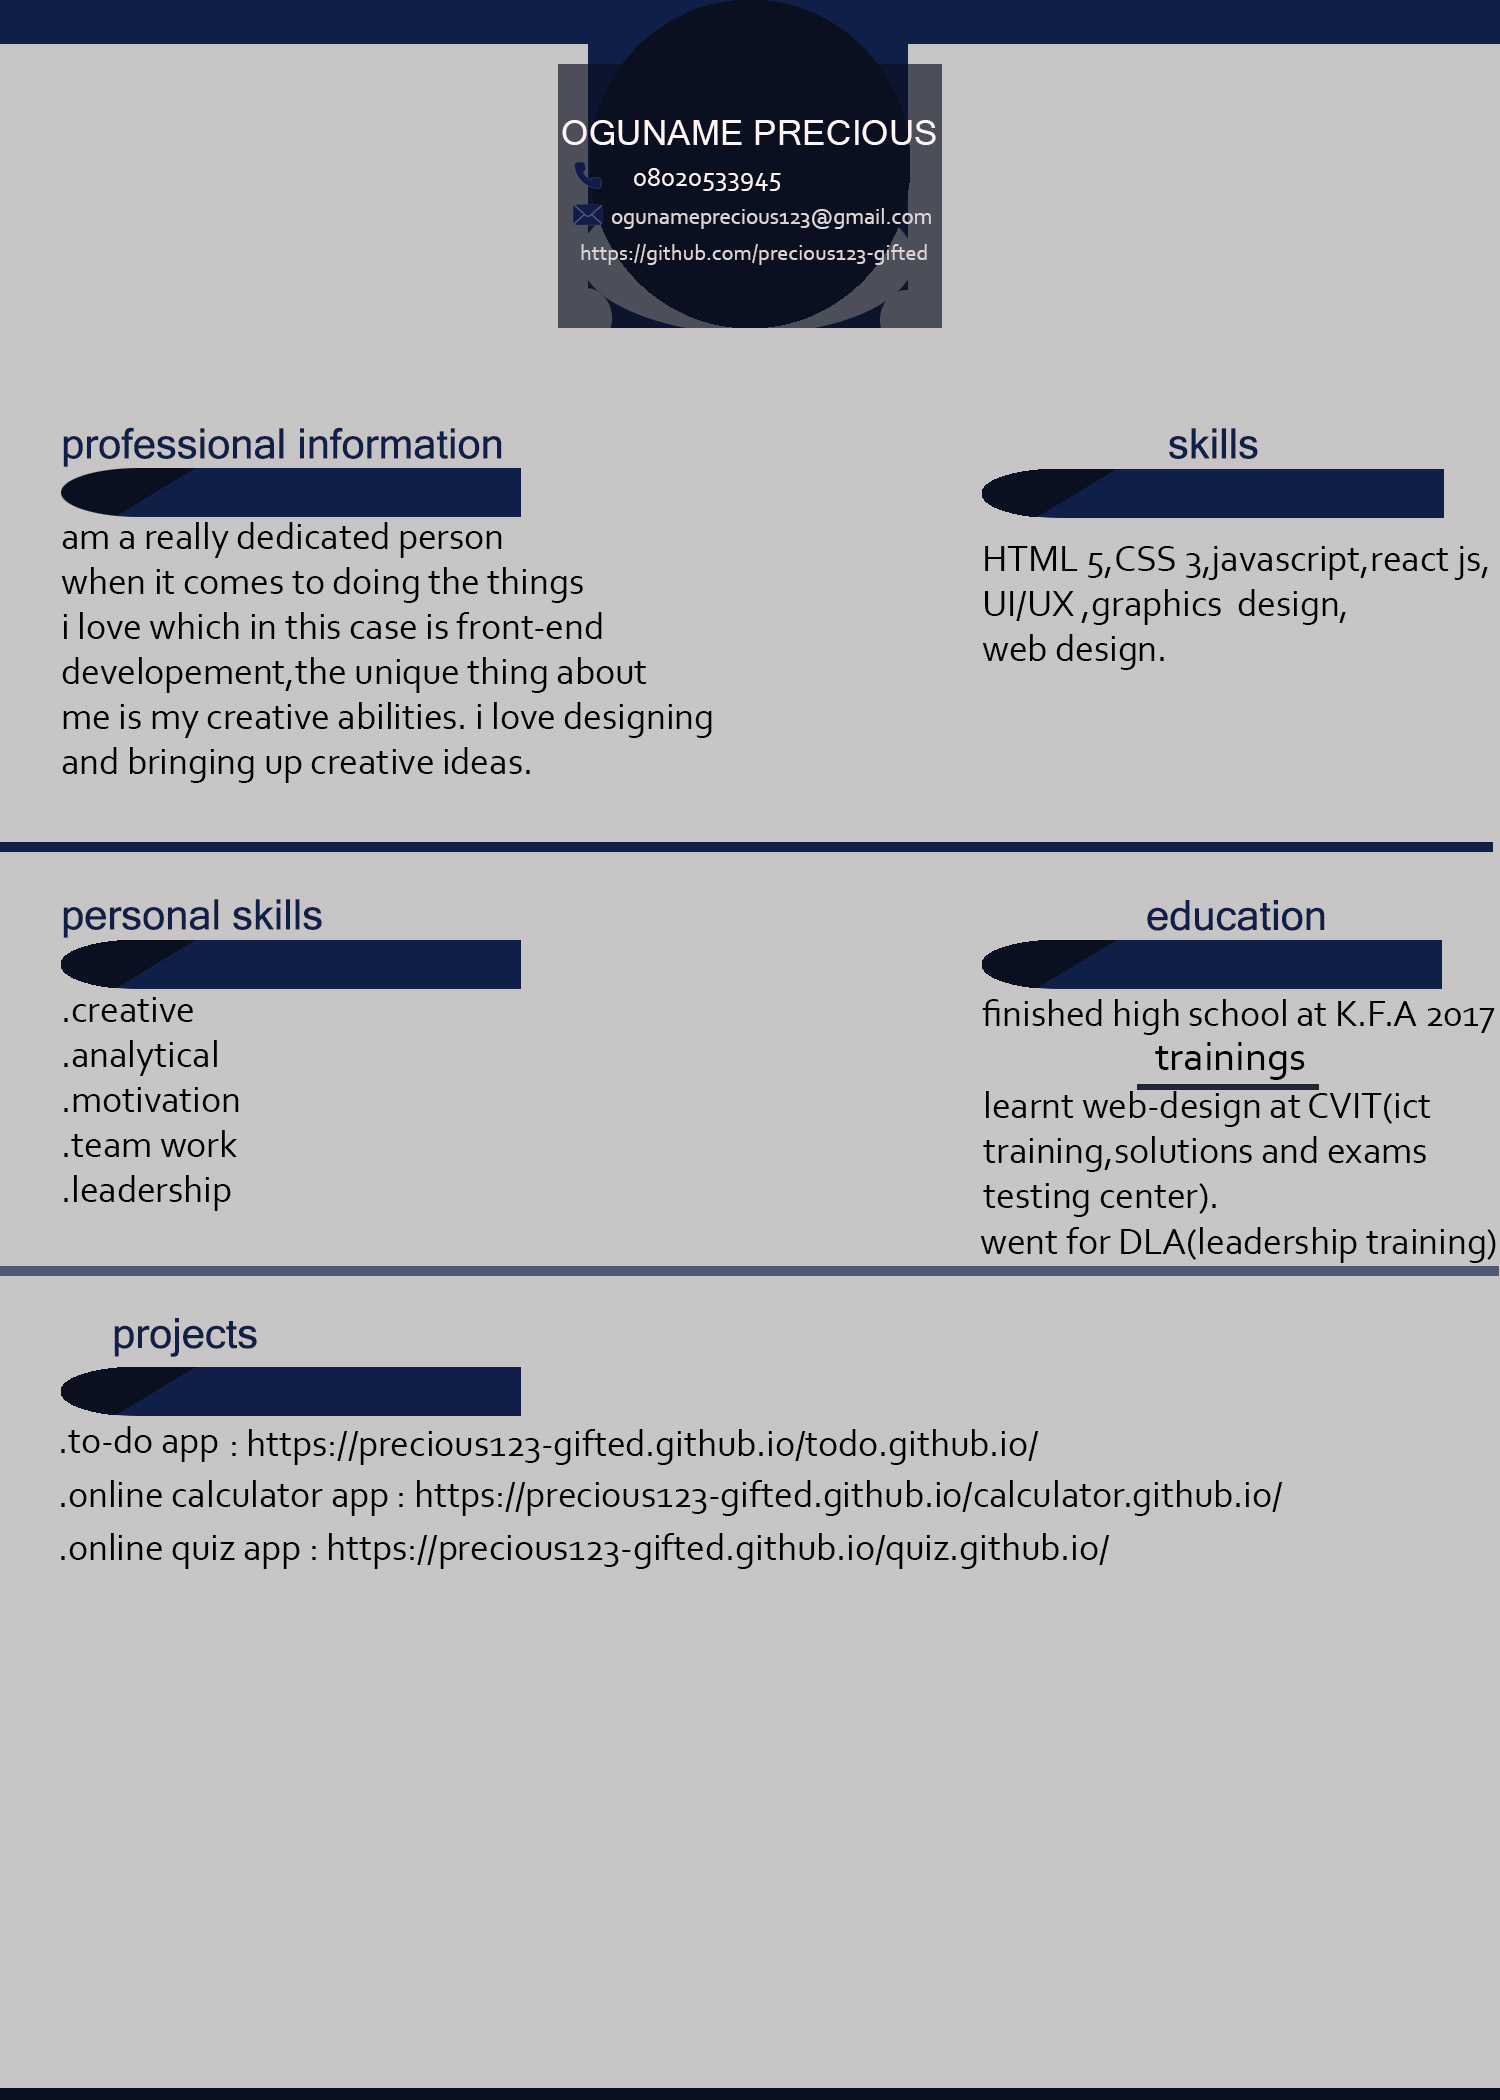 OGUNAME PRECIOUS
08020533945
ogunameprecious123@gmail.com
https://github.com/precious123-gifted
professional information
am a really dedicated person
when it comes to doing the things
i love which in this case is front-end
developement,the unique thing about
me is my creative abilities. i love designing
and bringing up creative ideas.
skills
HTML 5,CSS 3,javascript,react js,
UI/UX ,graphics design,
web design.
personal skills
.creative
.analytical
.motivation
.team work
.leadership
education
finished high school at K.F.A 2017
trainings
learnt web-design at CVIT(ict
training,solutions and exams
testing center).
went for DLA(leadership training)
projects
.to-do app : https://precious123-gifted.github.io/todo.github.io/
.online calculator app : https://precious123-gifted.github.io/calculator.github.io/
.online quiz app : https://precious123-gifted.github.io/quiz.github.io/